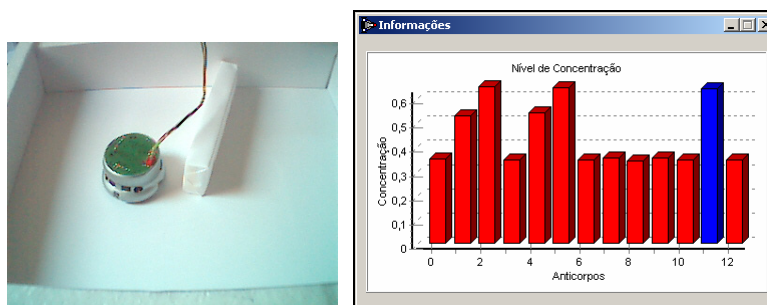 Informações
Nível de Concentração
Concentração
0,6
0,5
0,4
0,3
0,2
0,1
0
0 2 4 6 8 10 12
Anticorpos